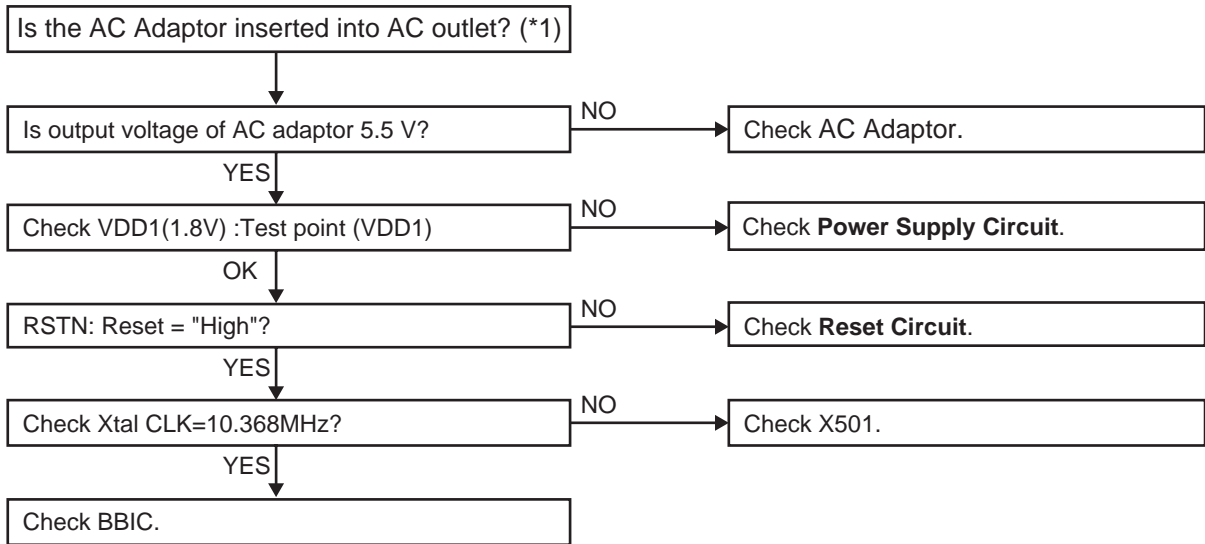 Is the AC Adaptor inserted into AC outlet? (*1)
Is output voltage of AC adaptor 5.5 V?
NO
Check AC Adaptor.
YES
Check VDD1(1.8V) :Test point (VDD1)
NO
Check Power Supply Circuit.
OK
RSTN: Reset = "High"?
NO
Check Reset Circuit.
YES
Check Xtal CLK=10.368MHz?
NO
Check X501.
YES
Check BBIC.